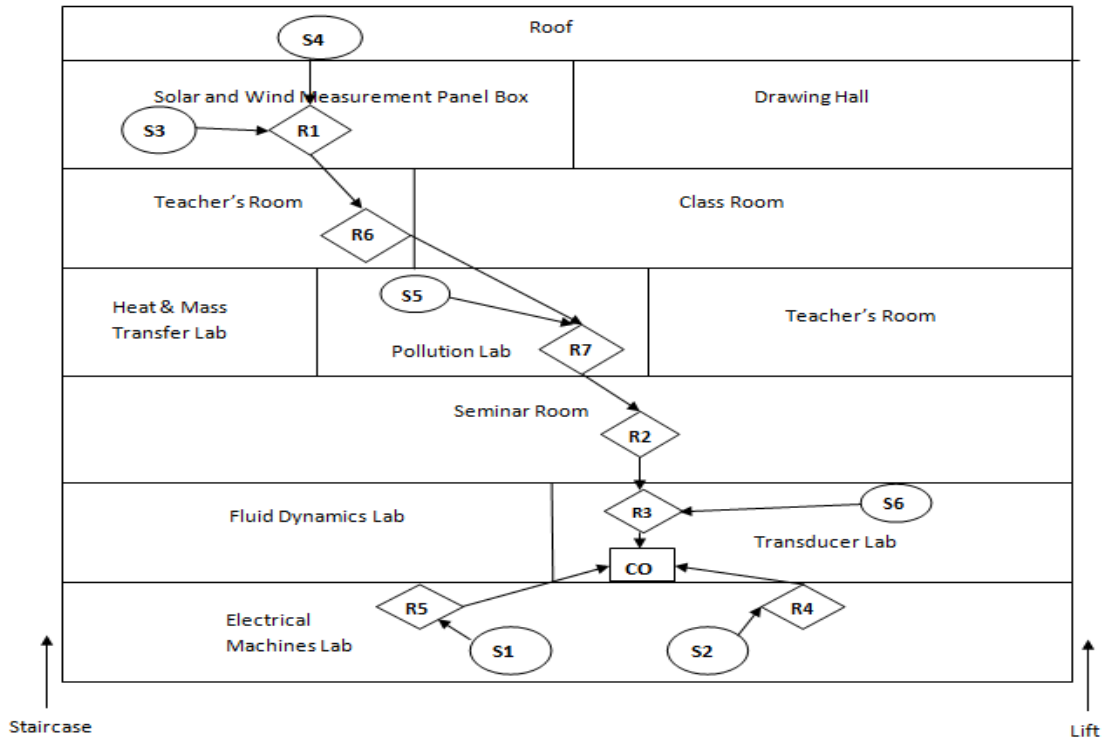 Roof
S4
Solar and Wind Measurement Panel Box
Drawing Hall
S3
R1
Teacher’s Room
Class Room
R6
S5
Heat & Mass
Transfer Lab
Teacher’s Room
Pollution Lab
R7
Seminar Room
R2
Fluid Dynamics Lab
S6
R3
Transducer Lab
CO
R5
R4
Electrical
Machines Lab
S1
S2
Staircase
Lift